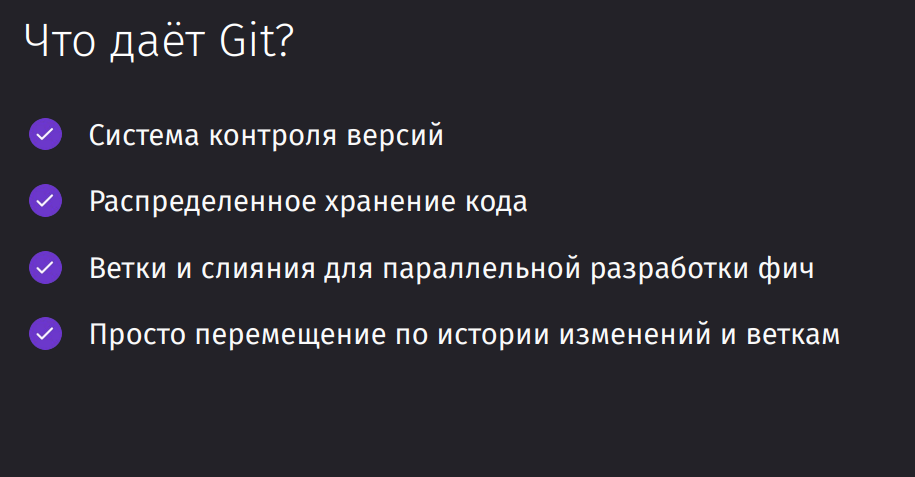 Что даёт Git?
Система контроля версий
Распределенное хранение кода
Ветки и слияния для параллельной разработки фич
Просто перемещение по истории изменений и веткам